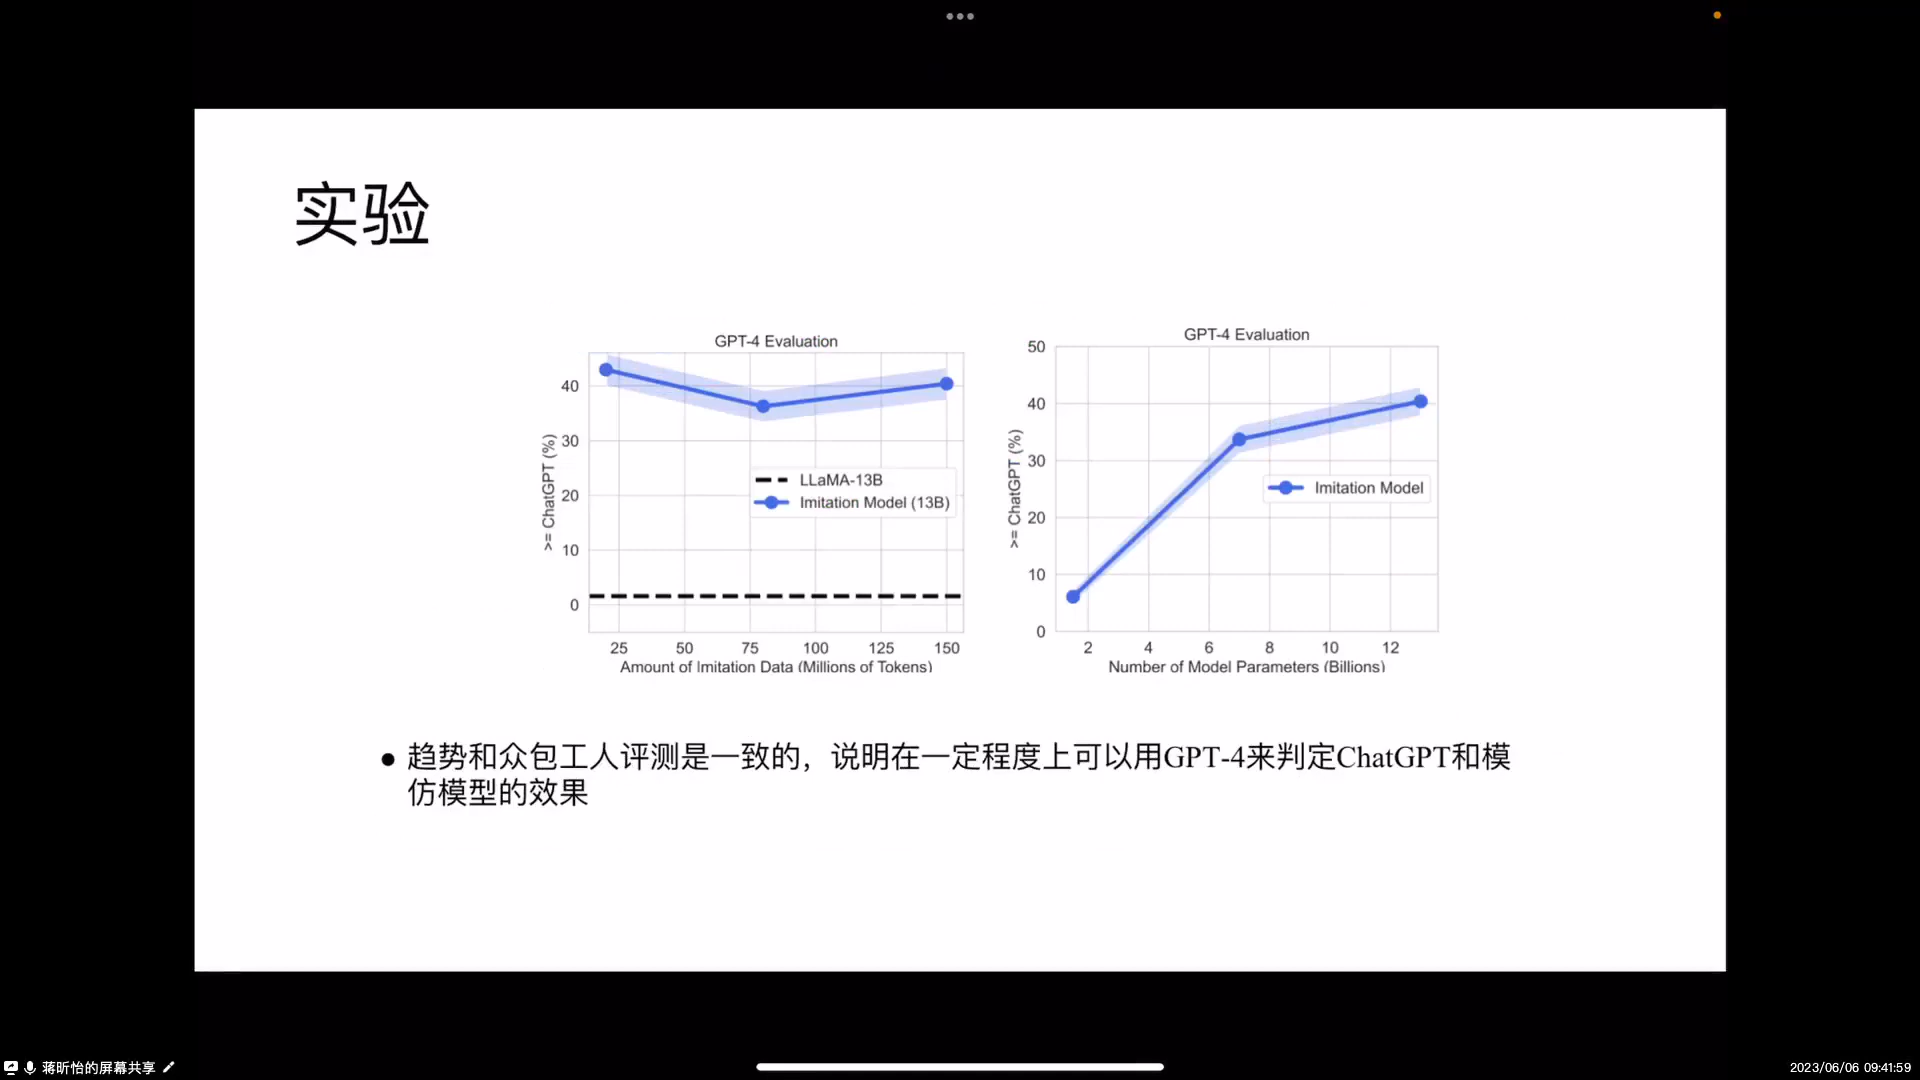 实验
GPT-4 Evaluation
>= ChatGPT (%)
40
30
20
10
0
LLaMA-13B
Imitation Model (13B)
25 50 75 100 125 150
Amount of Imitation Data (Millions of Tokens)
GPT-4 Evaluation
>= ChatGPT (%)
50
40
30
20
10
0
Imitation Model
2 4 6 8 10 12
Number of Model Parameters (Billions)
● 趋势和众包工人评测是一致的，说明在一定程度上可以用GPT-4来判定ChatGPT和模
仿模型的效果
蒋昕怡的屏幕共享
2023/06/06 09:41:59